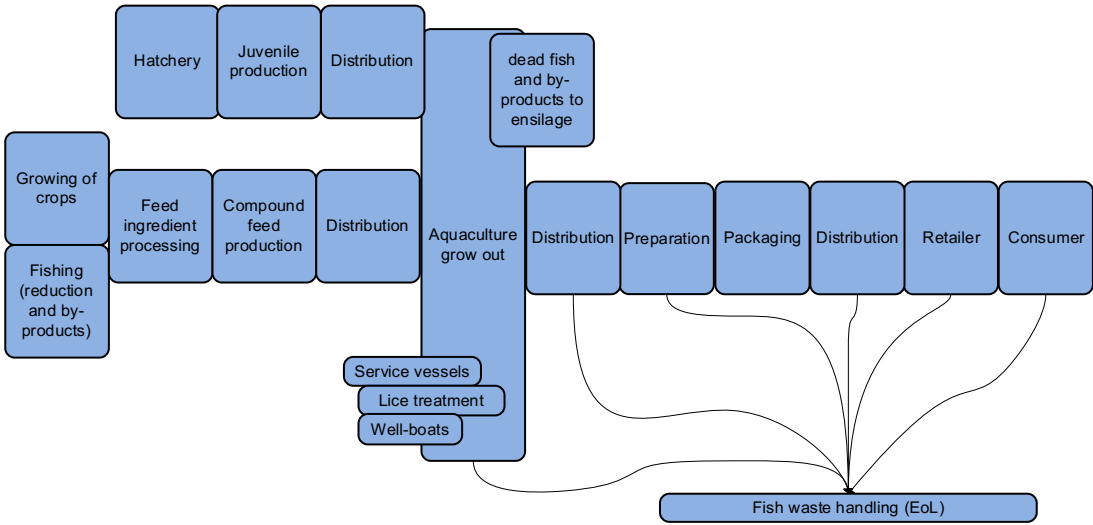 Hatchery
Juvenile
production
Distribution
dead fish
and by-
products to
ensilage
Growing of
crops
Fishing
(reduction
and by-
products)
Feed
ingredient
processing
Compound
feed
production
Distribution
Aquaculture
grow out
Distribution
Preparation
Packaging
Distribution
Retailer
Consumer
Service vessels
Lice treatment
Well-boats
Fish waste handling (EoL)